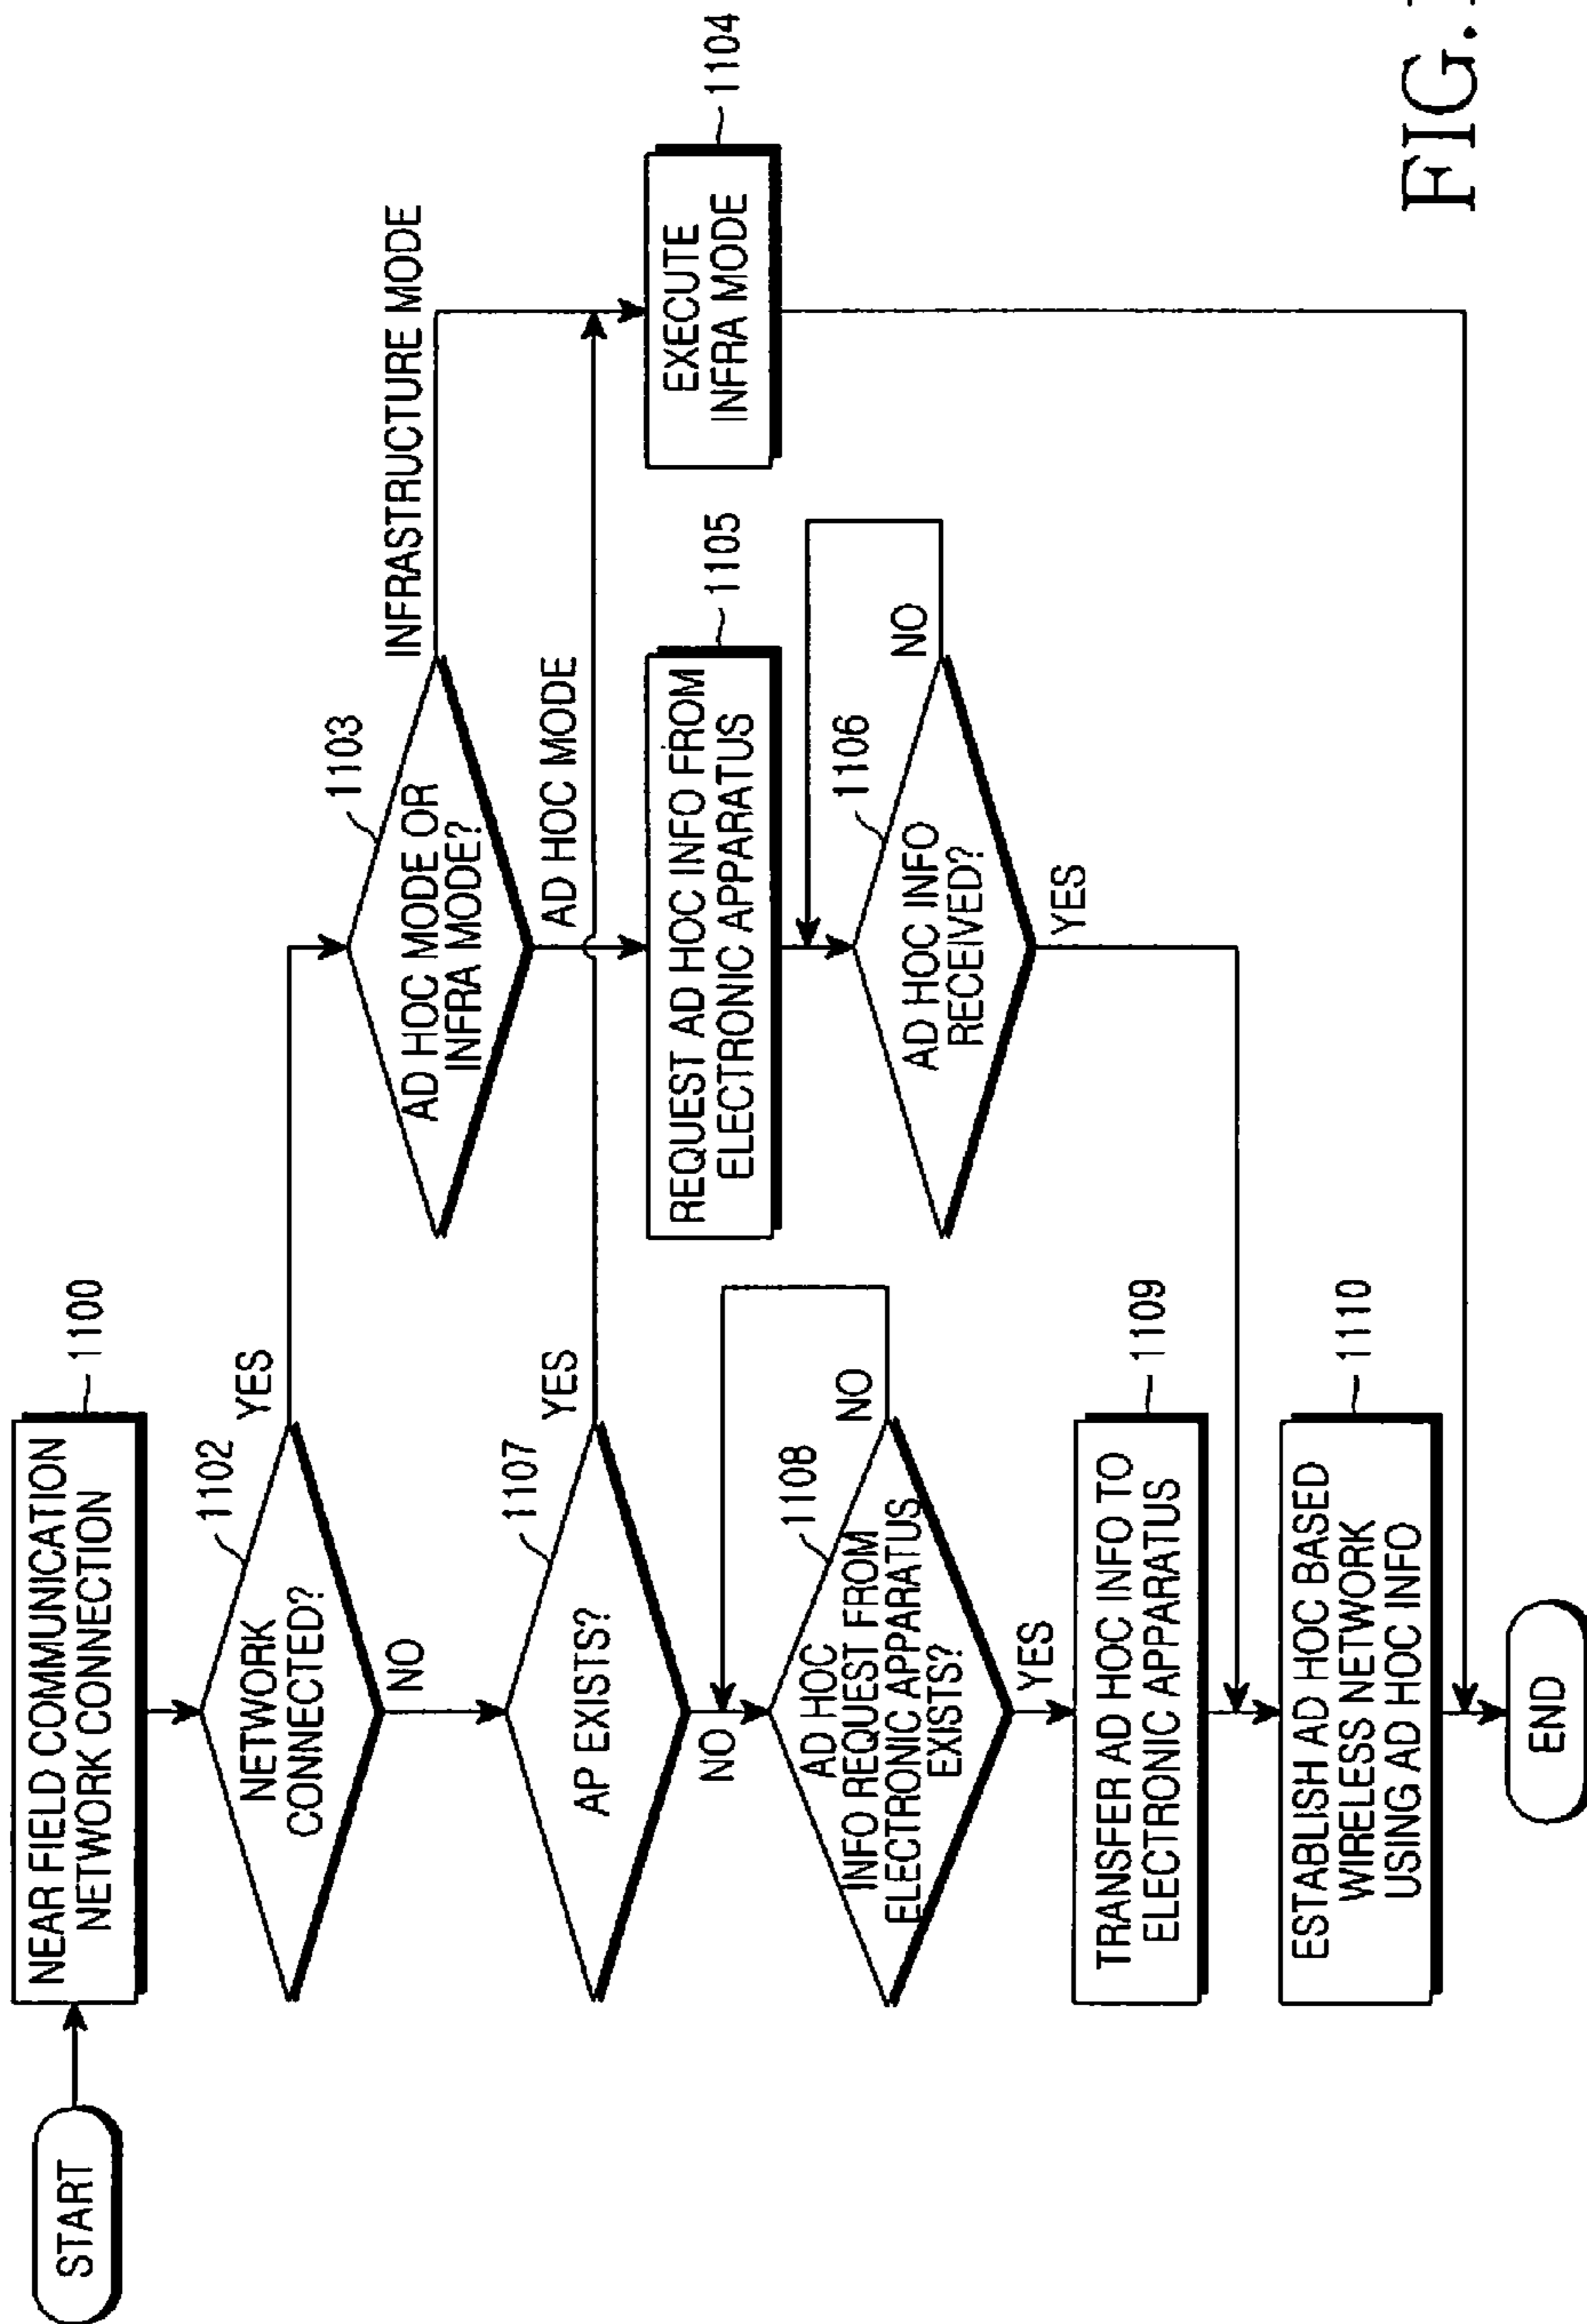 START
NEAR FIELD COMMUNICATION
NETWORK CONNECTION
1100
NETWORK
CONNECTED?
1102
YES
NO
AD HOC MODE OR
INFRA MODE?
1103
INFRASTRUCTURE MODE
AD HOC MODE
EXECUTE
INFRA MODE
1104
REQUEST AD HOC INFO FROM
ELECTRONIC APPARATUS
1105
AD HOC INFO
RECEIVED?
1106
NO
YES
AP EXISTS?
1107
YES
NO
AD HOC
INFO REQUEST FROM
ELECTRONIC APPARATUS
EXISTS?
1108
NO
YES
TRANSFER AD HOC INFO TO
ELECTRONIC APPARATUS
1109
ESTABLISH AD HOC BASED
WIRELESS NETWORK
USING AD HOC INFO
1110
END
FIG.